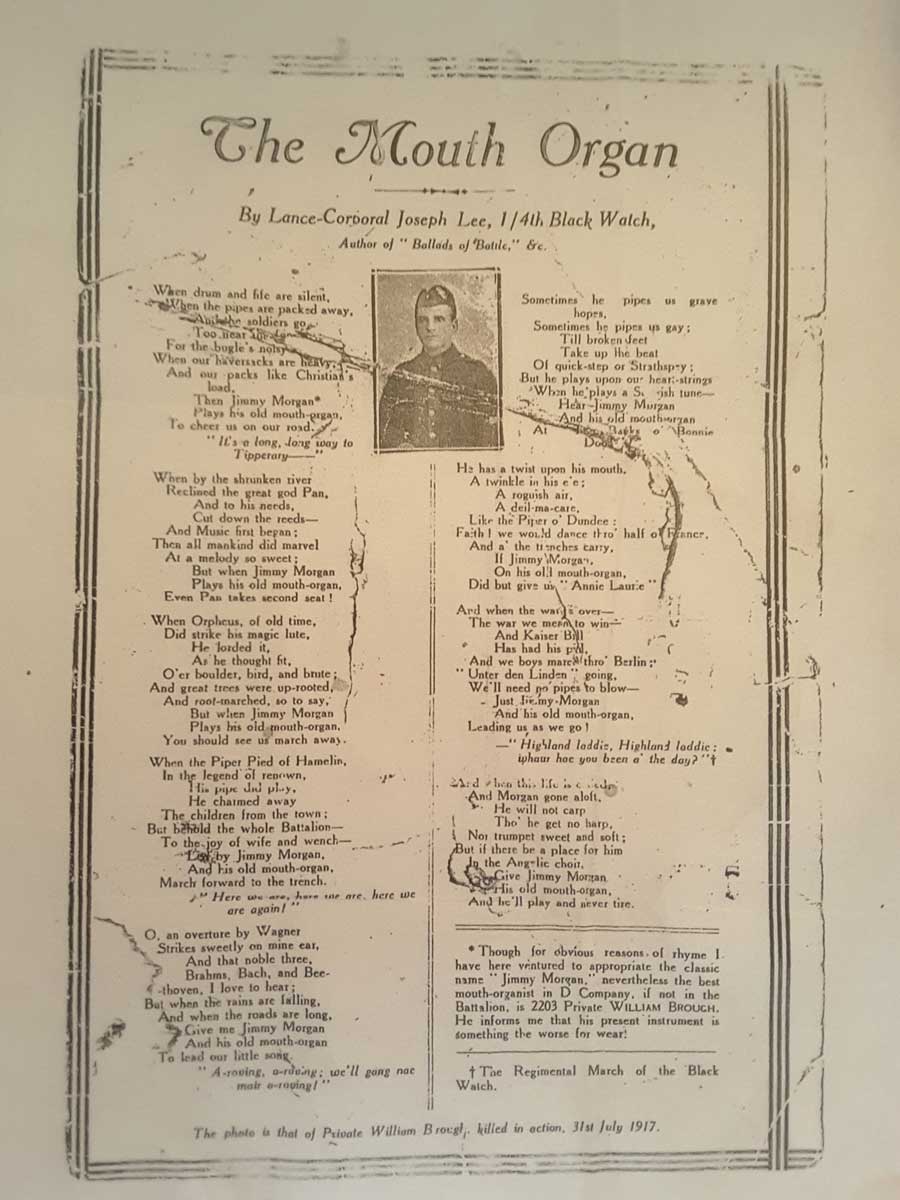 The Mouth Organ
By Lance-Corporal Joseph Lee, 1/4th Black Watch,
Author of "Ballads of Battle," &c.
When drum and fife are silent,
When the pipes are packed away,
And the soldiers go
Too near the
For the bugle's noisy
When our haversacks are heavy,
And our packs like Christian's
load,
Then Jimmy Morgan*
Plays his old mouth-organ,
To cheer us on our road.
"It's a long, long way to
Tipperary——"
When by the shrunken river
Reclined the great god Pan,
And to his needs,
Cut down the reeds—
And Music first began;
Then all mankind did marvel
At a melody so sweet;
But when Jimmy Morgan
Plays his old mouth-organ,
Even Pan takes second seat!
When Orpheus, of old time,
Did strike his magic lute,
He lorded it,
As he thought fit,
O'er boulder, bird, and brute;
And great trees were up-rooted,
And root-marched, so to say,
But when Jimmy Morgan
Plays his old mouth-organ,
You should see us march away.
When the Piper Pied of Hamelin,
In the legend of renown,
His pipe did play,
He charmed away
The children from the town;
But behold the whole Battalion—
To the joy of wife and wench—
Led by Jimmy Morgan,
And his old mouth-organ,
March forward to the trench.
"Here we are, here we are, here we
are again!"
O, an overture by Wagner
Strikes sweetly on mine ear,
And that noble three,
Brahms, Bach, and Bee-
-thoven, I love to hear;
But when the rains are falling,
And when the roads are long,
Give me Jimmy Morgan
And his old mouth-organ
To lead our little song.
"A-roving, a-roving; we'll gang nae
mair a-roving!"
Sometimes he pipes us grave
hopes,
Sometimes he pipes us gay;
Till broken feet
Take up the beat
Of quick-step or Strathspey;
But he plays upon our heart-strings
When he plays a tune—
Hear Jimmy Morgan
And his old mouth-organ
At Banks o' Bonnie
He has a twist upon his mouth,
A twinkle in his e'e;
A roguish air,
A deil-ma-care,
Like the Piper o' Dundee;
Faith! we would dance thro' half o' France,
And a' the trenches carry,
If Jimmy Morgan,
On his old mouth-organ,
Did but give us "Annie Laurie"
And when the war's over—
The war we mean to win—
And Kaiser Bill
Has had his pill,
And we boys march thro' Berlin;
"Unter den Linden" going,
We'll need no pipes to blow—
Just Jimmy Morgan
And his old mouth-organ,
Leading us as we go!
—"Highland laddie, Highland laddie;
whaur hae you been a' the day?"†
And when this life is
And Morgan gone aloft,
He will not carp
Tho' he get no harp,
Nor trumpet sweet and soft;
But if there be a place for him
In the Angelic choir,
Give Jimmy Morgan
His old mouth-organ,
And he'll play and never tire.
* Though for obvious reasons of rhyme I
have here ventured to appropriate the classic
name "Jimmy Morgan," nevertheless the best
mouth-organist in D Company, if not in the
Battalion, is 2203 Private WILLIAM BROUGH.
He informs me that his present instrument is
something the worse for wear!
† The Regimental March of the Black
Watch.
The photo is that of Private William Brough, killed in action, 31st July 1917.